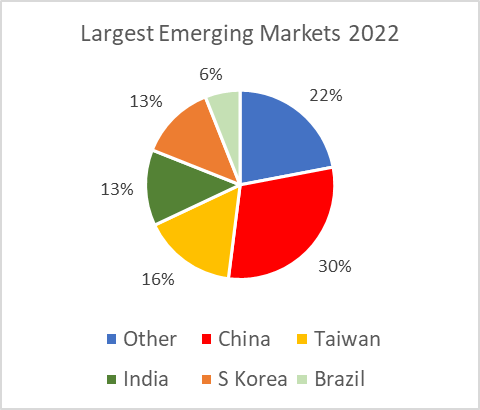 Largest Emerging Markets 2022
6%
22%
13%
13%
16%
30%
Other China Taiwan
India S Korea Brazil